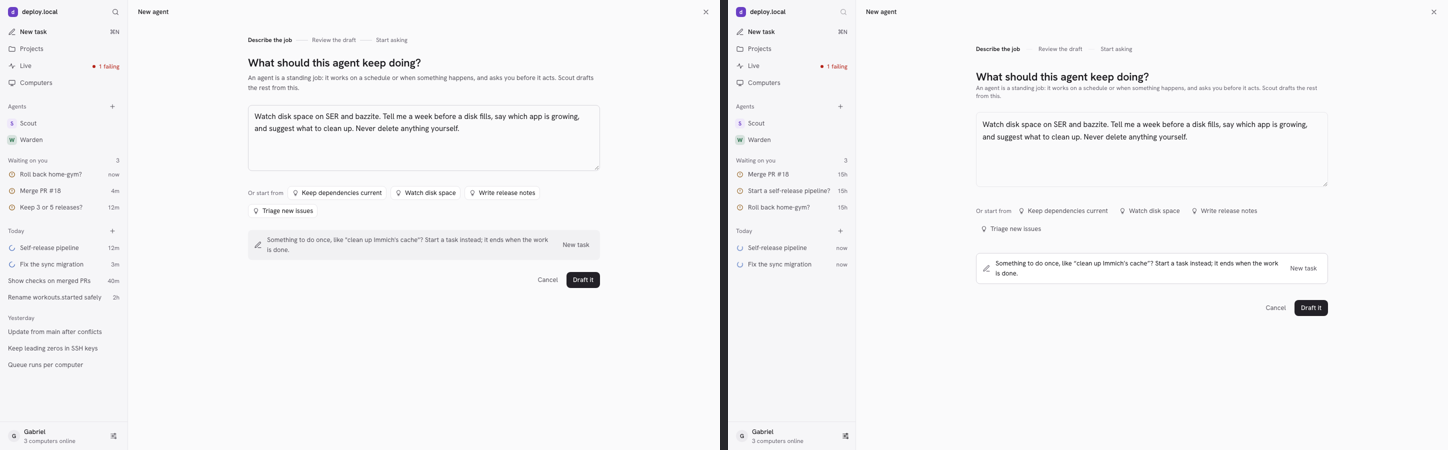 d deploy.local
New task ⌘N
Projects
Live 1 failing
Computers
Agents
S Scout
W Warden
Waiting on you 3
Roll back home-gym? now
Merge PR #18 4m
Keep 3 or 5 releases? 12m
Today
Self-release pipeline 12m
Fix the sync migration 3m
Show checks on merged PRs 40m
Rename workouts.started safely 2h
Yesterday
Update from main after conflicts
Keep leading zeros in SSH keys
Queue runs per computer
G Gabriel
3 computers online
New agent
Describe the job Review the draft Start asking
What should this agent keep doing?
An agent is a standing job: it works on a schedule or when something happens, and asks you before it acts. Scout drafts
the rest from this.
Watch disk space on SER and bazzite. Tell me a week before a disk fills, say which app is growing,
and suggest what to clean up. Never delete anything yourself.
Or start from Keep dependencies current Watch disk space Write release notes
Triage new issues
Something to do once, like “clean up Immich's cache”? Start a task instead; it ends when the work
is done.
New task
Cancel Draft it
d deploy.local
New task ⌘N
Projects
Live 1 failing
Computers
Agents
S Scout
W Warden
Waiting on you 3
Merge PR #18 15h
Start a self-release pipeline? 15h
Roll back home-gym? 15h
Today
Self-release pipeline now
Fix the sync migration now
G Gabriel
3 computers online
New agent
Describe the job Review the draft Start asking
What should this agent keep doing?
An agent is a standing job: it works on a schedule or when something happens, and asks you before it acts. Scout drafts the rest
from this.
Watch disk space on SER and bazzite. Tell me a week before a disk fills, say which app is growing,
and suggest what to clean up. Never delete anything yourself.
Or start from Keep dependencies current Watch disk space Write release notes
Triage new issues
Something to do once, like “clean up Immich's cache”? Start a task instead; it ends when the work
is done.
New task
Cancel Draft it